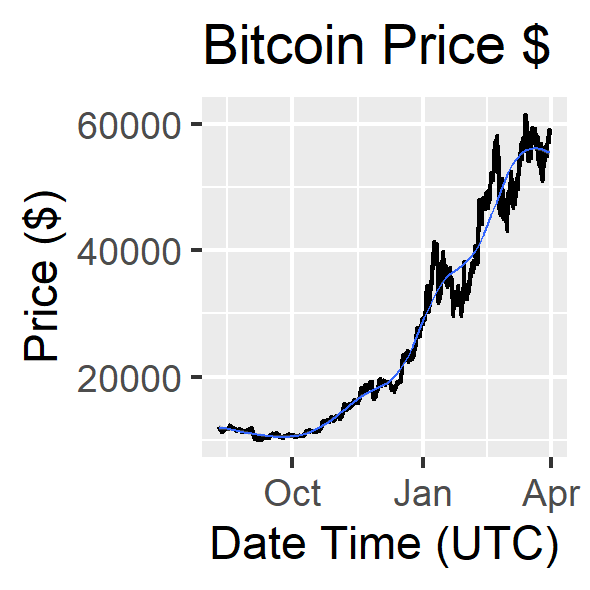 Bitcoin Price $
Price ($)
60000
40000
20000
Oct Jan Apr
Date Time (UTC)